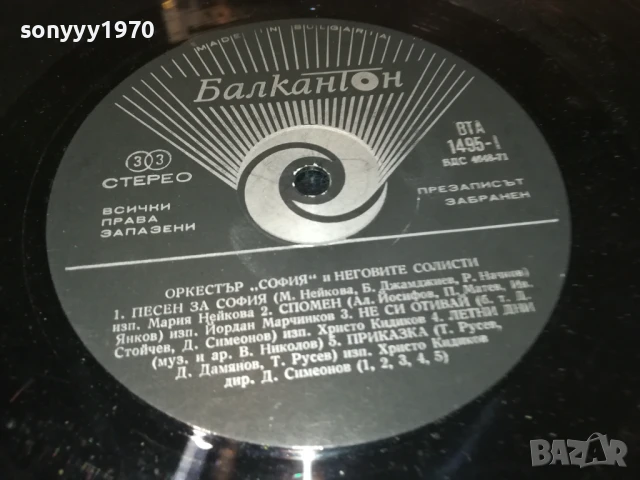 sonyyy1970
MADE IN BULGARIA
Балкантон
33
СТЕРЕО
ВСИЧКИ
ПРАВА
ЗАПАЗЕНИ
ВТА
1495-I
БДС 4648-71
ПРЕЗАПИСЪТ
ЗАБРАНЕН
ОРКЕСТЪР „СОФИЯ" и НЕГОВИТЕ СОЛИСТИ
1. ПЕСЕН ЗА СОФИЯ (М. Нейкова, Б. Джамджиев, Р. Начков)
изп. Мария Нейкова 2. СПОМЕН (Ал. Йосифов, П. Матев, Ив.
Янков) изп. Йордан Марчинков 3. НЕ СИ ОТИВАЙ (б. т. Д.
Стойчев, Д. Симеонов) изп. Христо Кидиков 4. ЛЕТНИ ДНИ
(муз. и ар. В. Николов) 5. ПРИКАЗКА (Т. Русев,
Д. Дамянов, Т. Русев) изп. Христо Кидиков
дир. Д. Симеонов (1, 2, 3, 4, 5)
BAZAR
bg